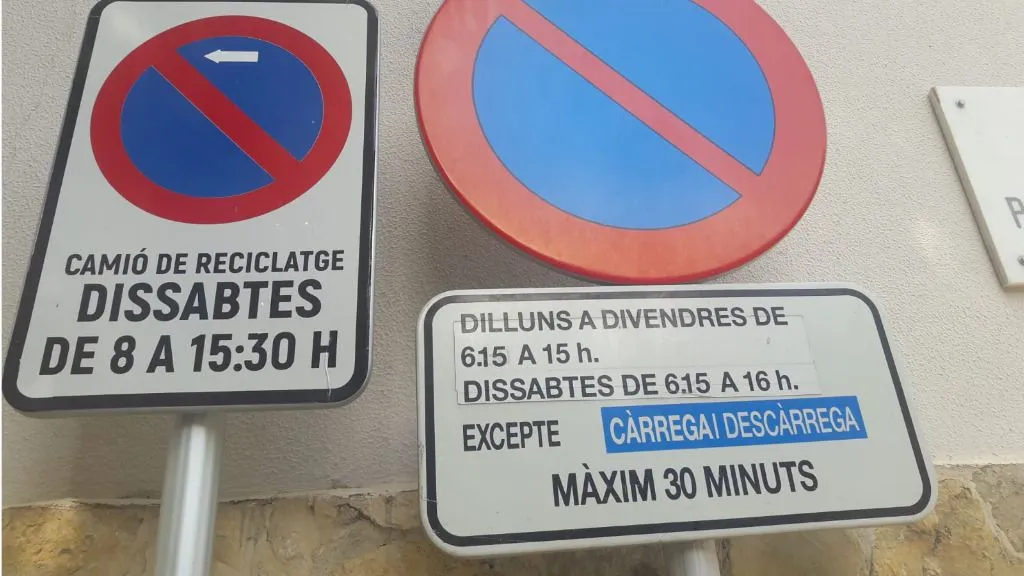 CAMIÓ DE RECICLATGE
DISSABTES
DE 8 A 15:30 H
DILLUNS A DIVENDRES DE
6:15 A 15 h.
DISSABTES DE 6:15 A 16 h.
EXCEPTE CÀRREGA I DESCÀRREGA
MÀXIM 30 MINUTS